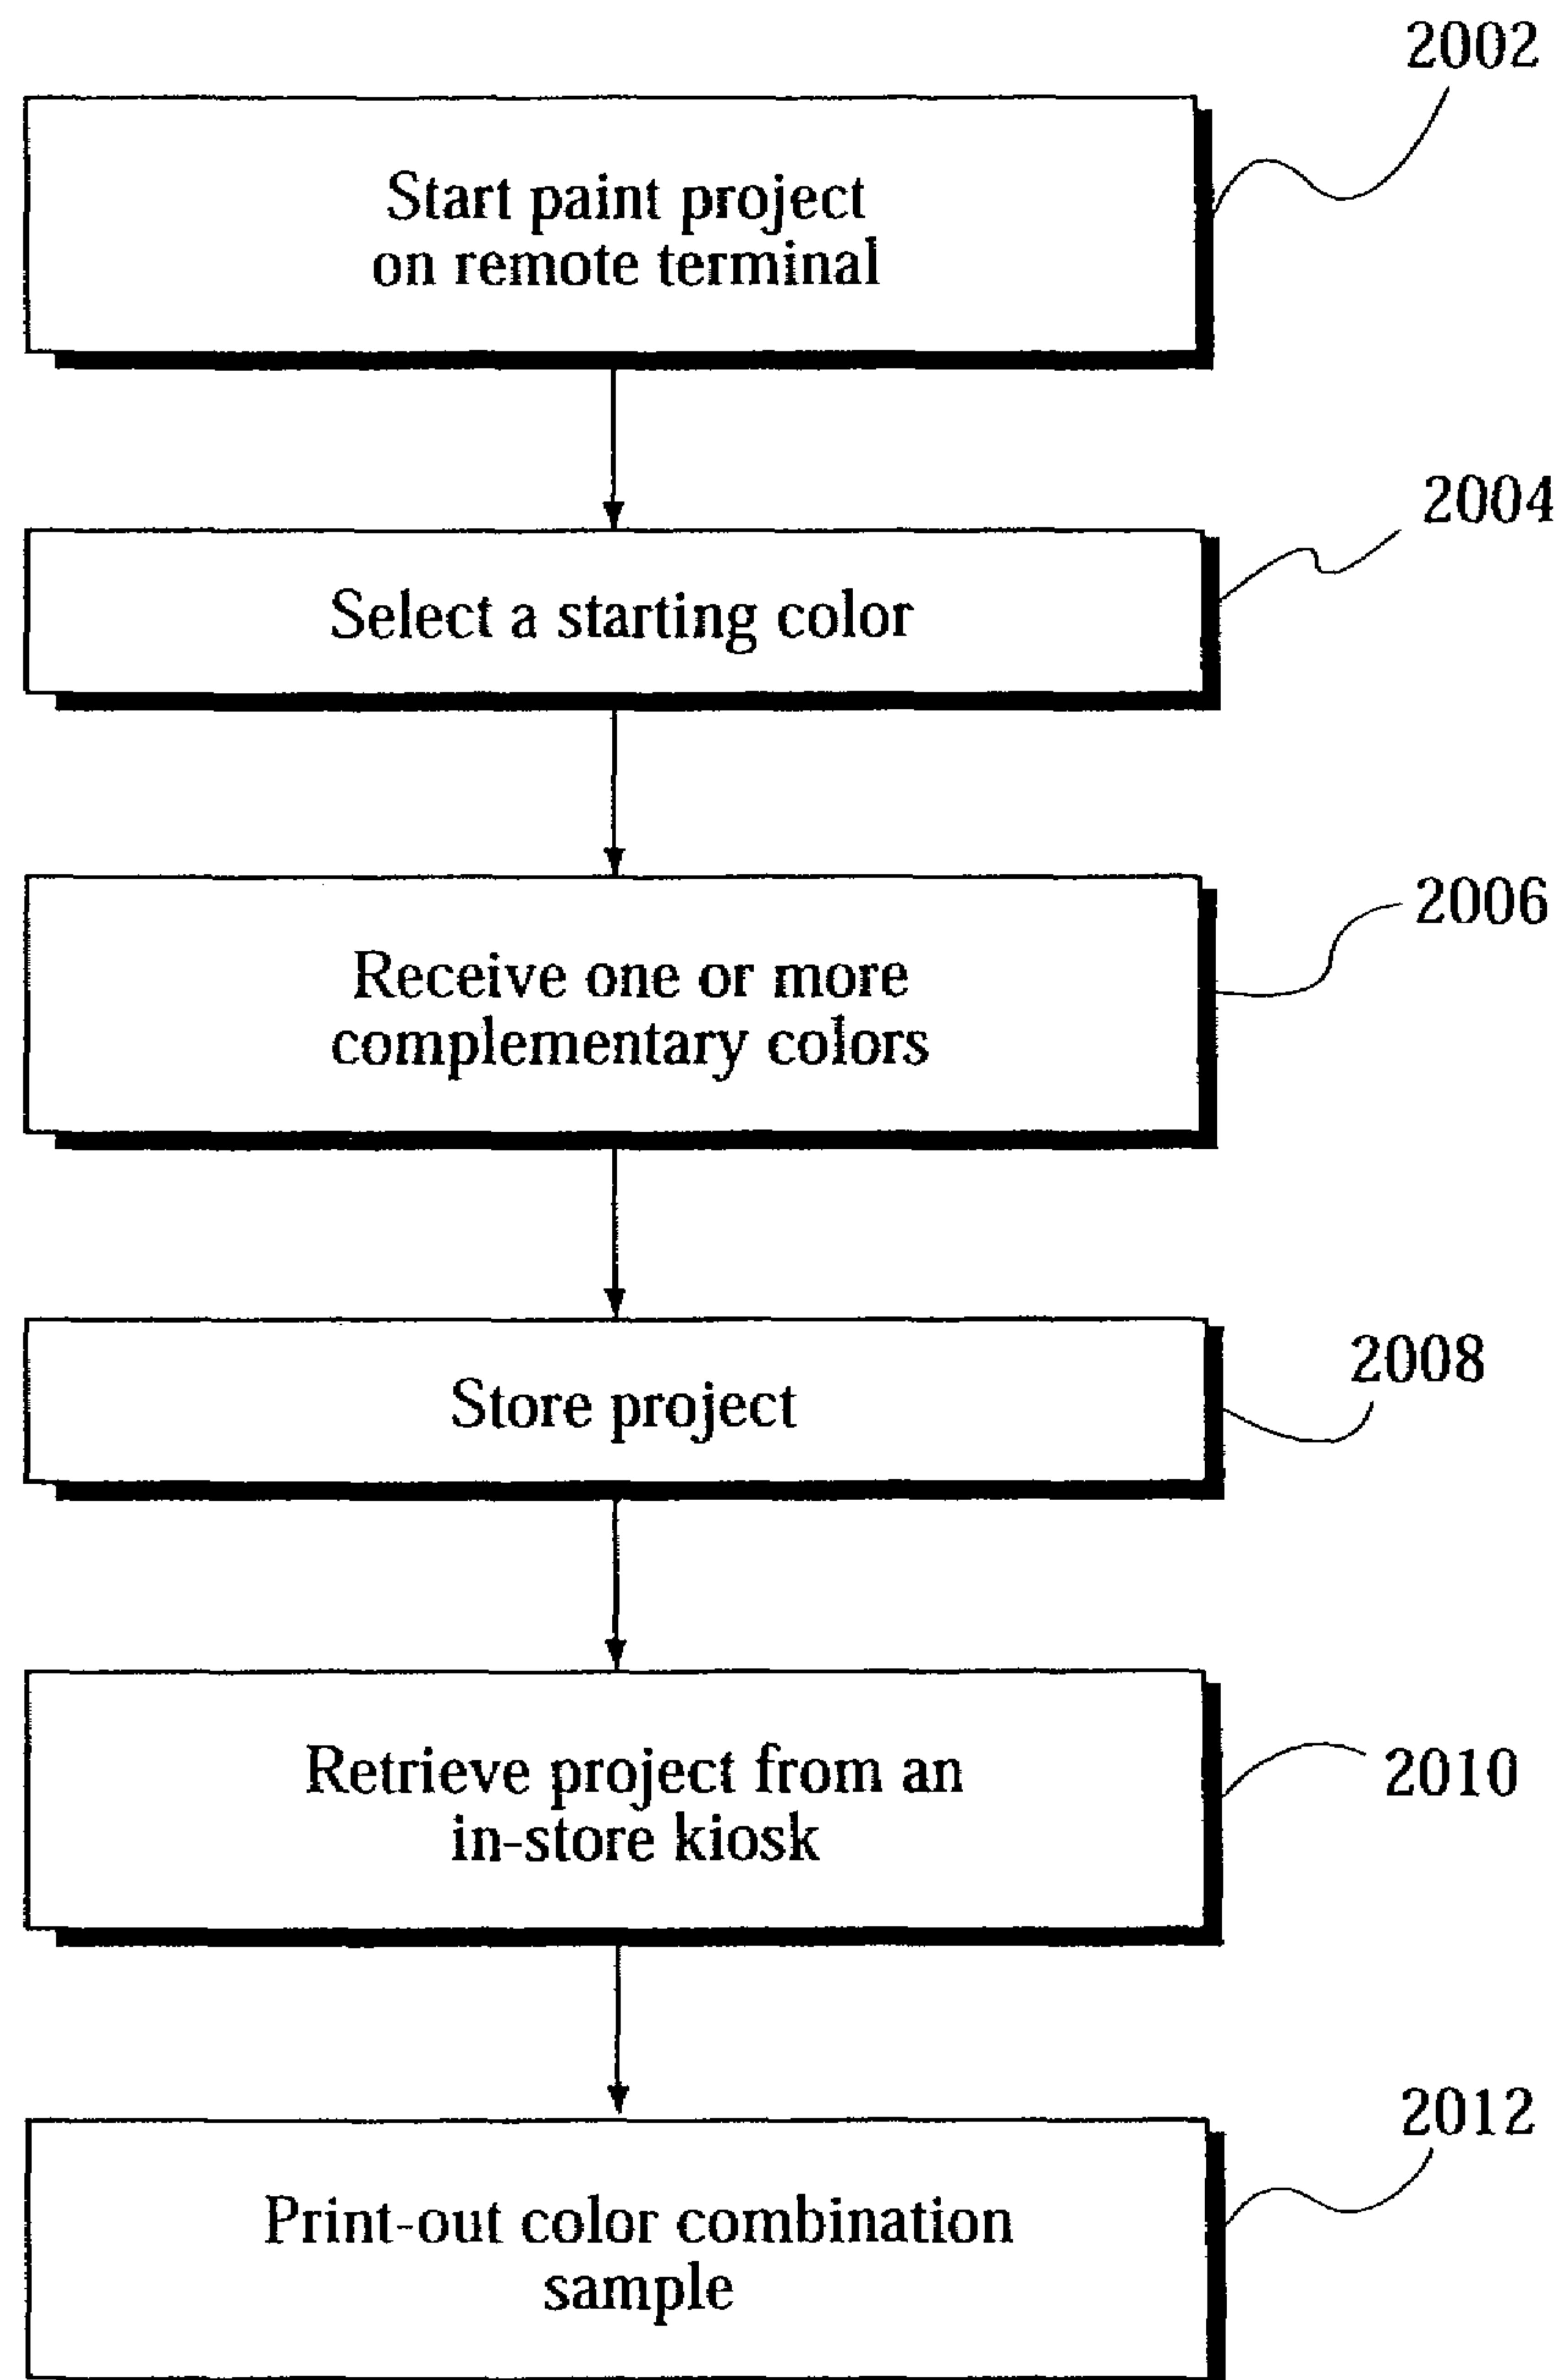 2002
Start paint project
on remote terminal
2004
Select a starting color
2006
Receive one or more
complementary colors
2008
Store project
2010
Retrieve project from an
in-store kiosk
2012
Print-out color combination
sample